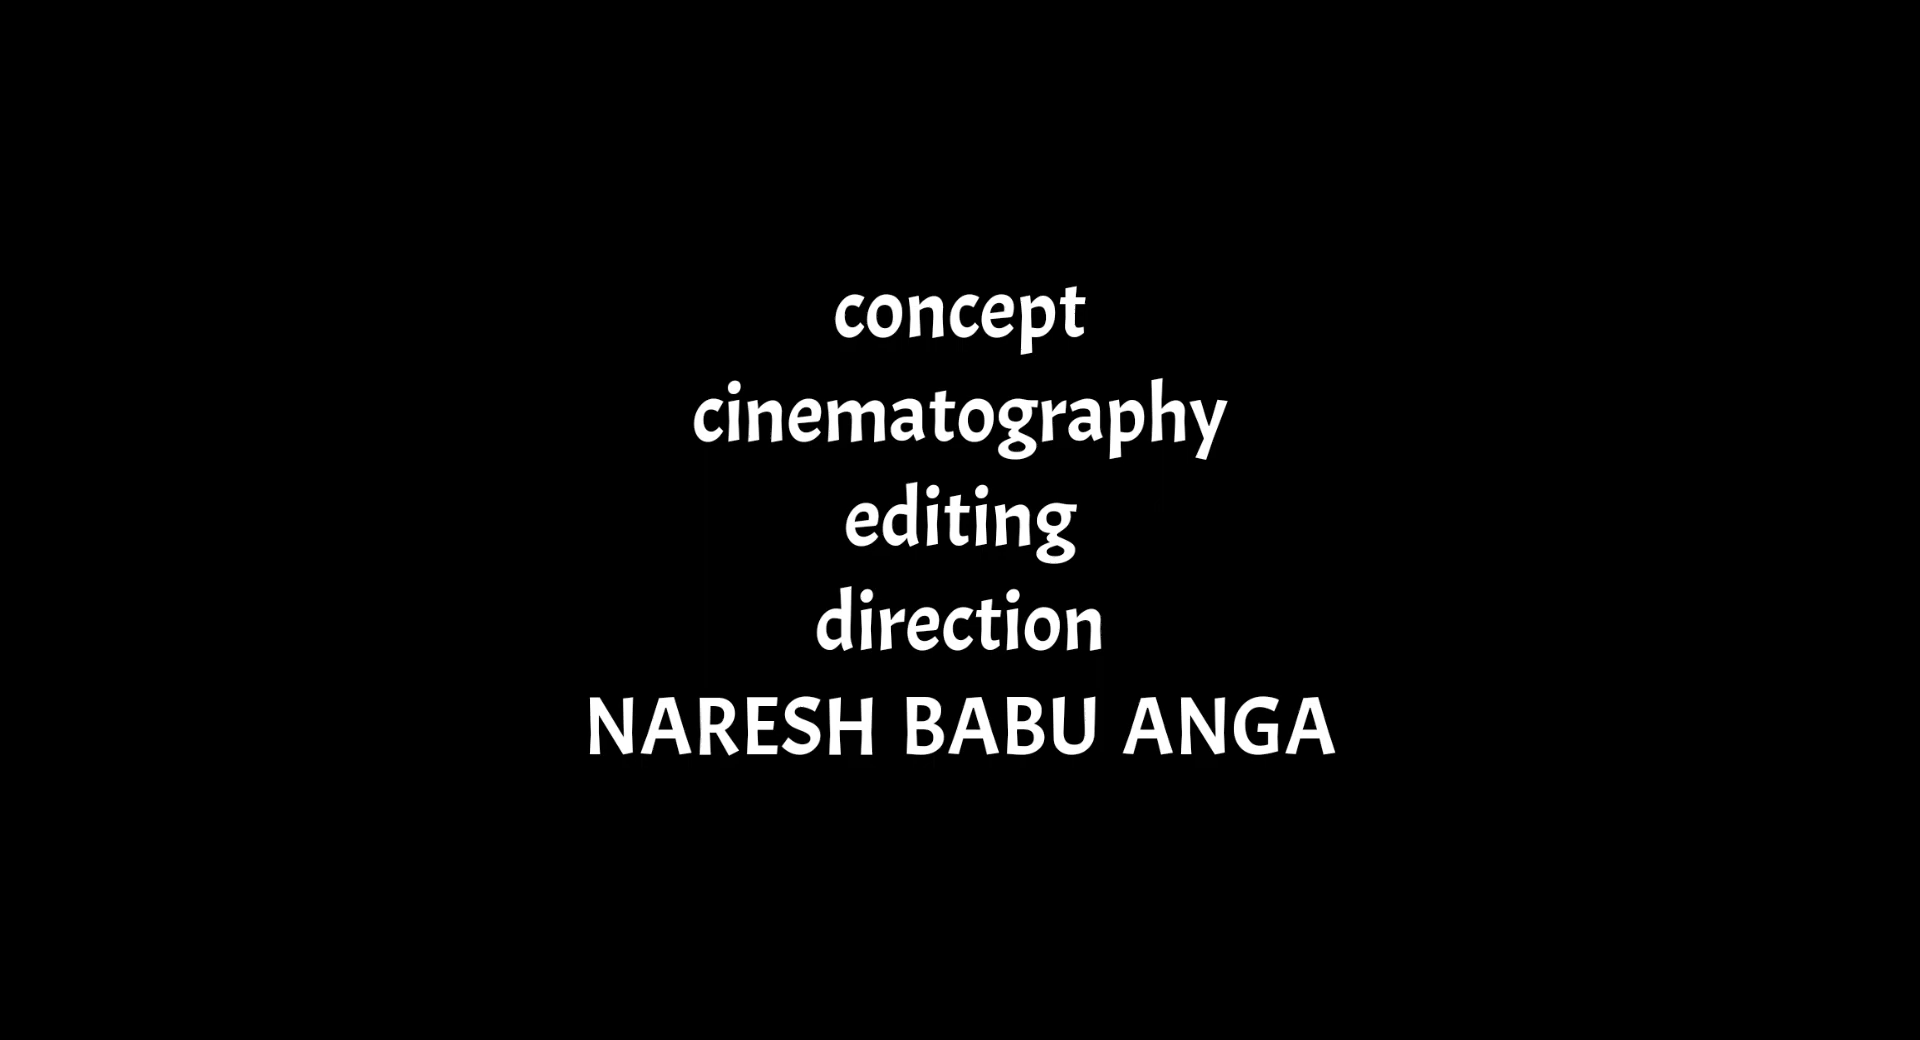 concept
cinematography
editing
direction
NARESH BABU ANGA